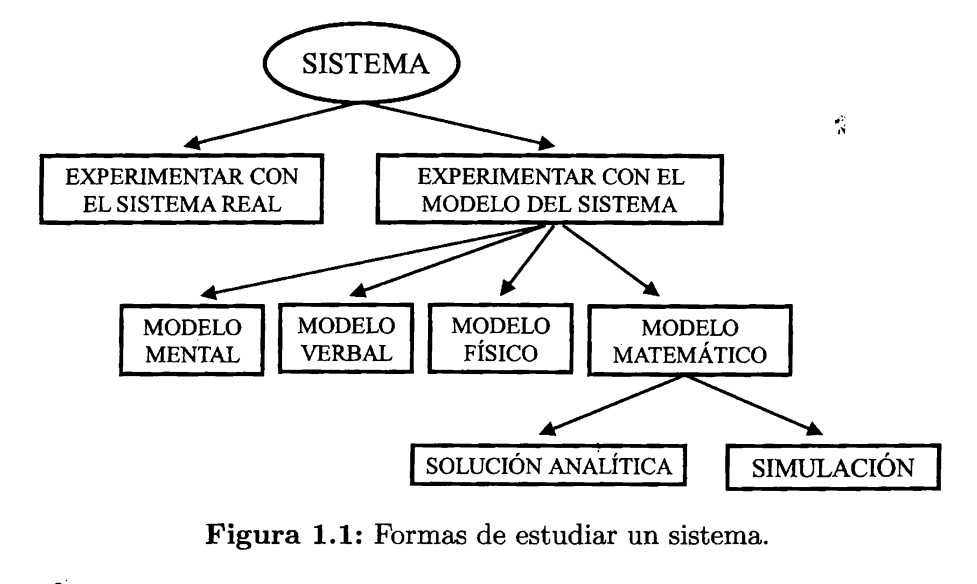 SISTEMA
EXPERIMENTAR CON
EL SISTEMA REAL
EXPERIMENTAR CON EL
MODELO DEL SISTEMA
MODELO
MENTAL
MODELO
VERBAL
MODELO
FÍSICO
MODELO
MATEMÁTICO
SOLUCIÓN ANALÍTICA
SIMULACIÓN
Figura 1.1: Formas de estudiar un sistema.